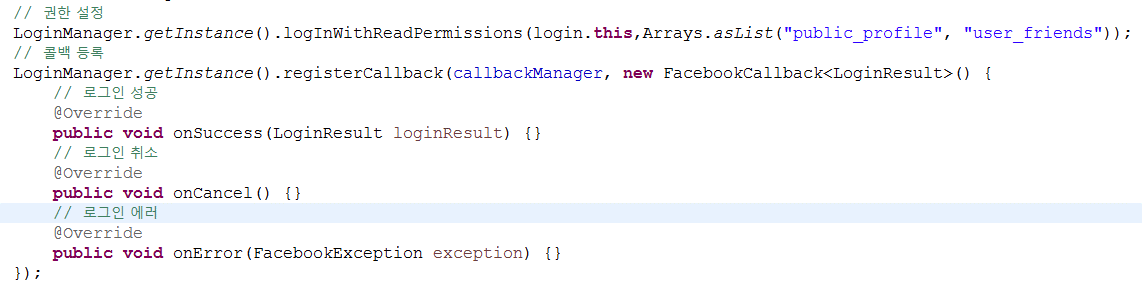 // 권한 설정
LoginManager.getInstance().logInWithReadPermissions(login.this,Arrays.asList("public_profile", "user_friends"));
// 콜백 등록
LoginManager.getInstance().registerCallback(callbackManager, new FacebookCallback<LoginResult>() {
    // 로그인 성공
    @Override
    public void onSuccess(LoginResult loginResult) {}
    // 로그인 취소
    @Override
    public void onCancel() {}
    // 로그인 에러
    @Override
    public void onError(FacebookException exception) {}
});